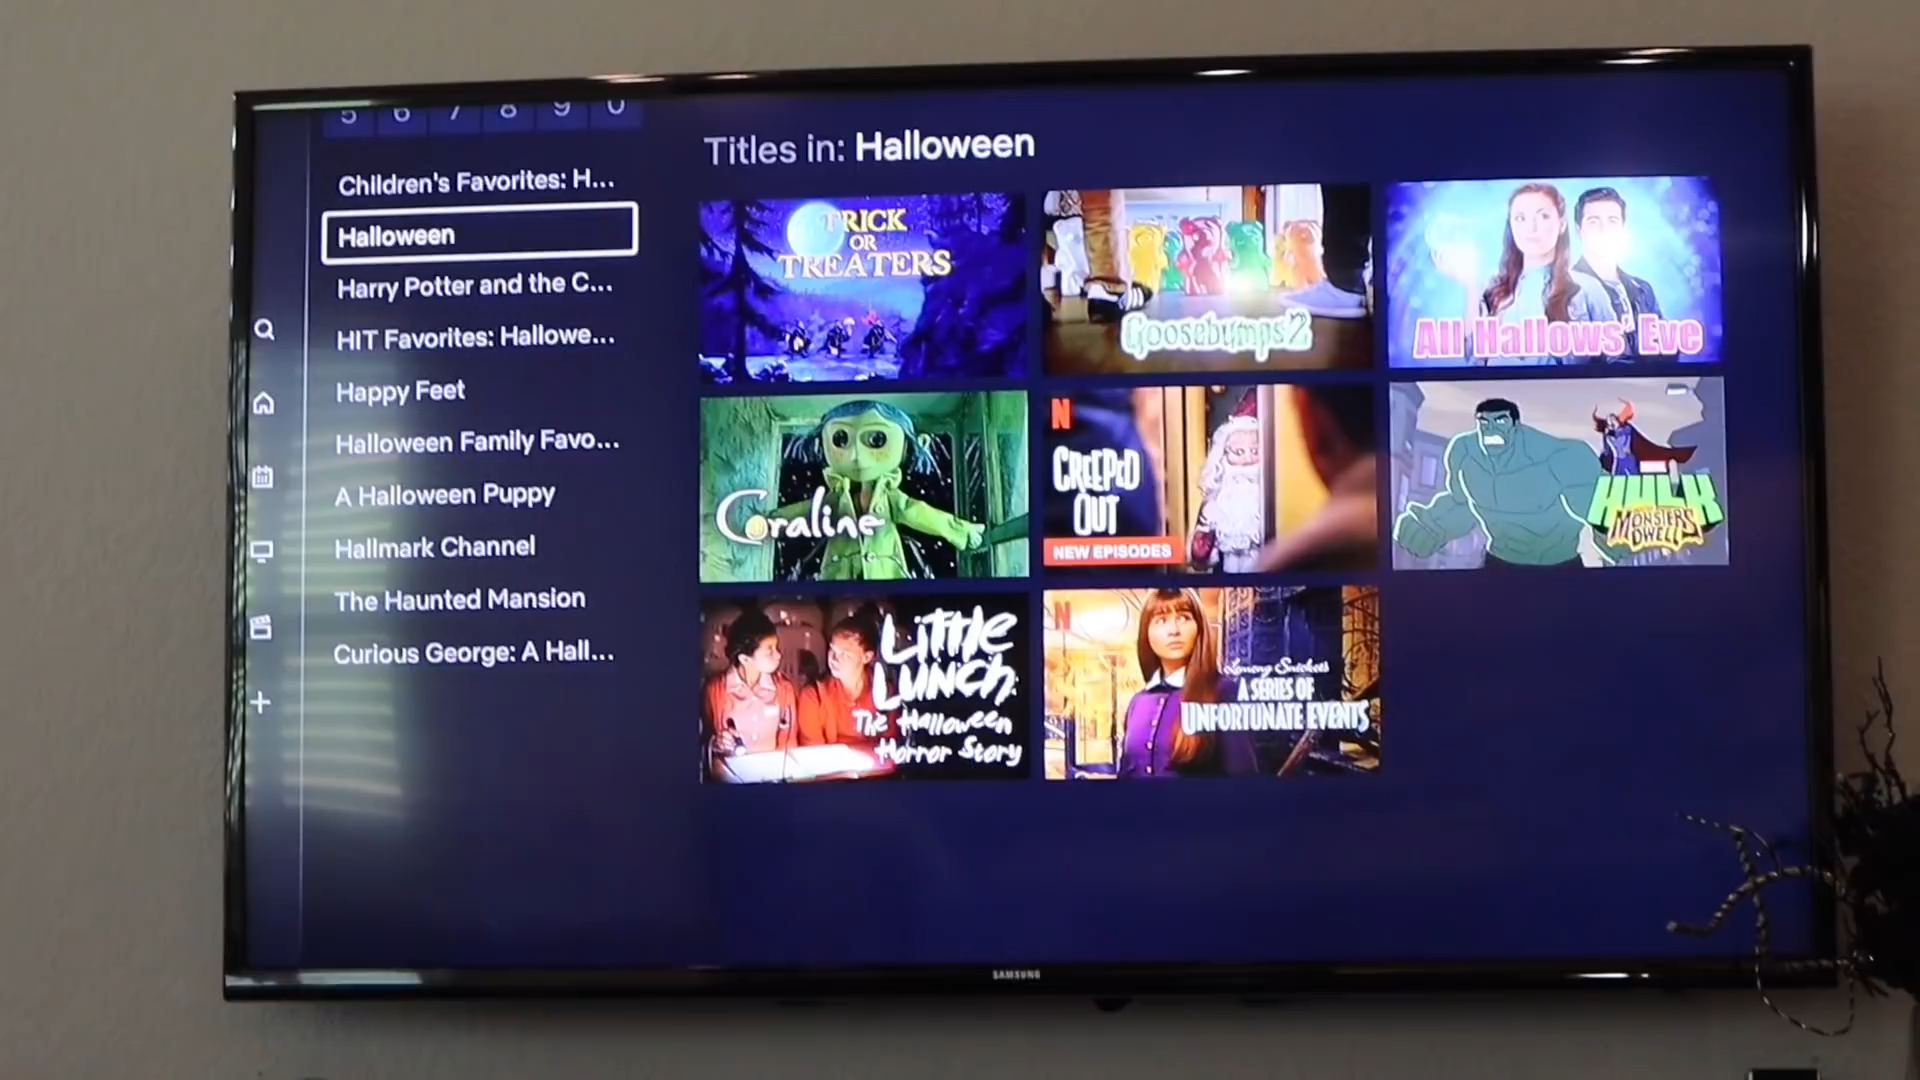 5 6 7 8 9 0
Children's Favorites: H...
Halloween
Harry Potter and the C...
HIT Favorites: Hallowe...
Happy Feet
Halloween Family Favo...
A Halloween Puppy
Hallmark Channel
The Haunted Mansion
Curious George: A Hall...
Titles in: Halloween
TRICK
OR
TREATERS
Goosebumps 2
All Hallows' Eve
Coraline
N
CREEPED
OUT
NEW EPISODES
HULK
MONSTERS
DWELL
LITTLE
LUNCH
The Halloween
Horror Story
N
Lemony Snicket's
A SERIES OF
UNFORTUNATE EVENTS
SAMSUNG